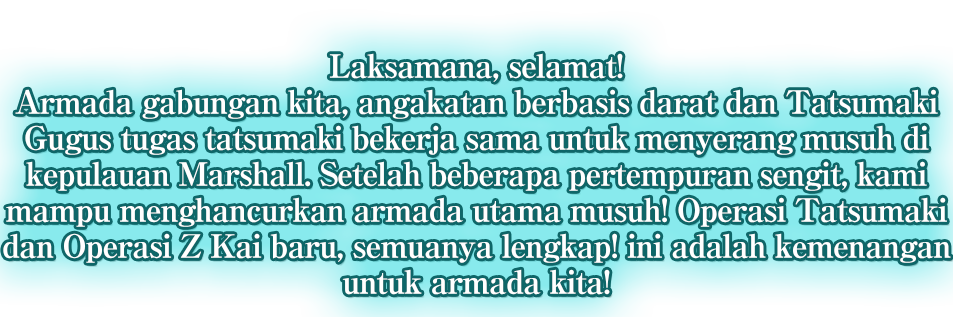 Laksamana, selamat!
Armada gabungan kita, angakatan berbasis darat dan Tatsumaki
Gugus tugas tatsumaki bekerja sama untuk menyerang musuh di
kepulauan Marshall. Setelah beberapa pertempuran sengit, kami
mampu menghancurkan armada utama musuh! Operasi Tatsumaki
dan Operasi Z Kai baru, semuanya lengkap! ini adalah kemenangan
untuk armada kita!